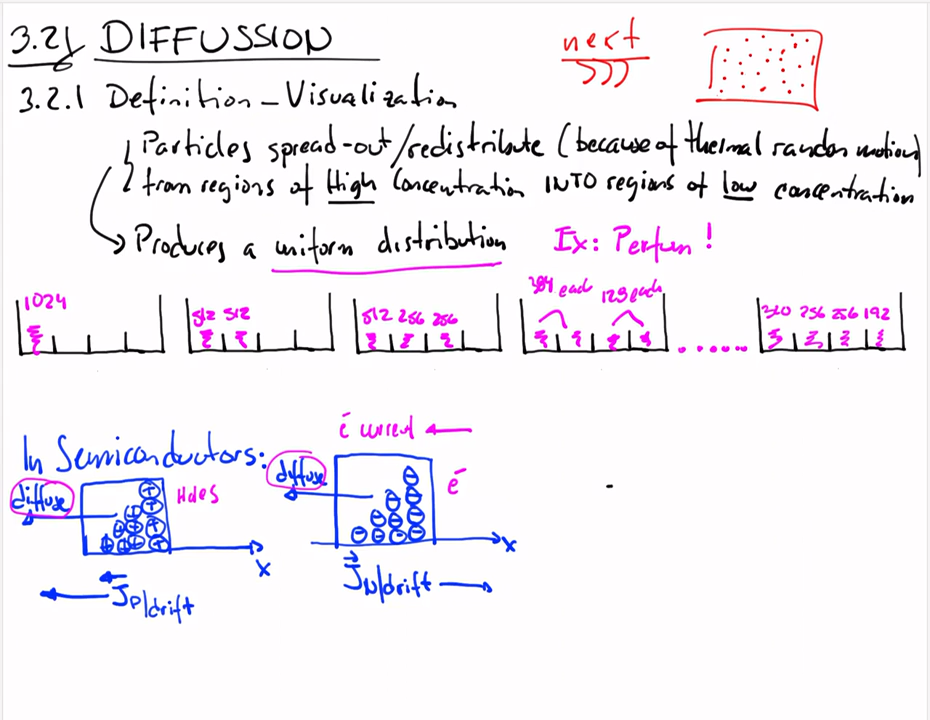 3.2 DIFFUSSION
next
3.2.1 Definition - Visualization
Particles spread-out/redistribute (because of thermal random motion)
from regions of High Concentration INTO regions of low concentration
Produces a uniform distribution Ex: Perfum!
1024
512 512
512 256 256
384 each 128 each
320 256 256 192
ē current
In Semiconductors:
diffuse Holes
diffuse ē
x
x
J P/drift
J N/drift